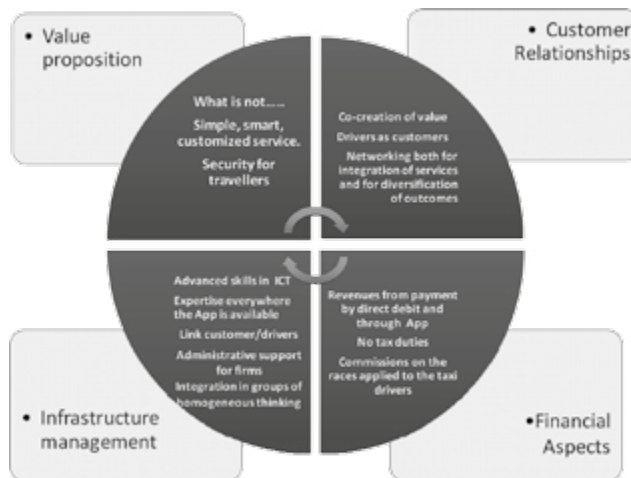 • Value
proposition
• Customer
Relationships
What is not.....
Simple, smart,
customized service.
Security for
travellers
Co-creation of value
Drivers as customers
Networking both for
integration of services
and for diversification
of outcomes
Advanced skills in ICT
Expertise everywhere
the App is available
Link customer/drivers
Administrative support
for firms
Integration in groups of
homogeneous thinking
Revenues from payment
by direct debit and
through App
No tax duties
Commissions on the
races applied to the taxi
drivers
• Infrastructure
management
•Financial
Aspects